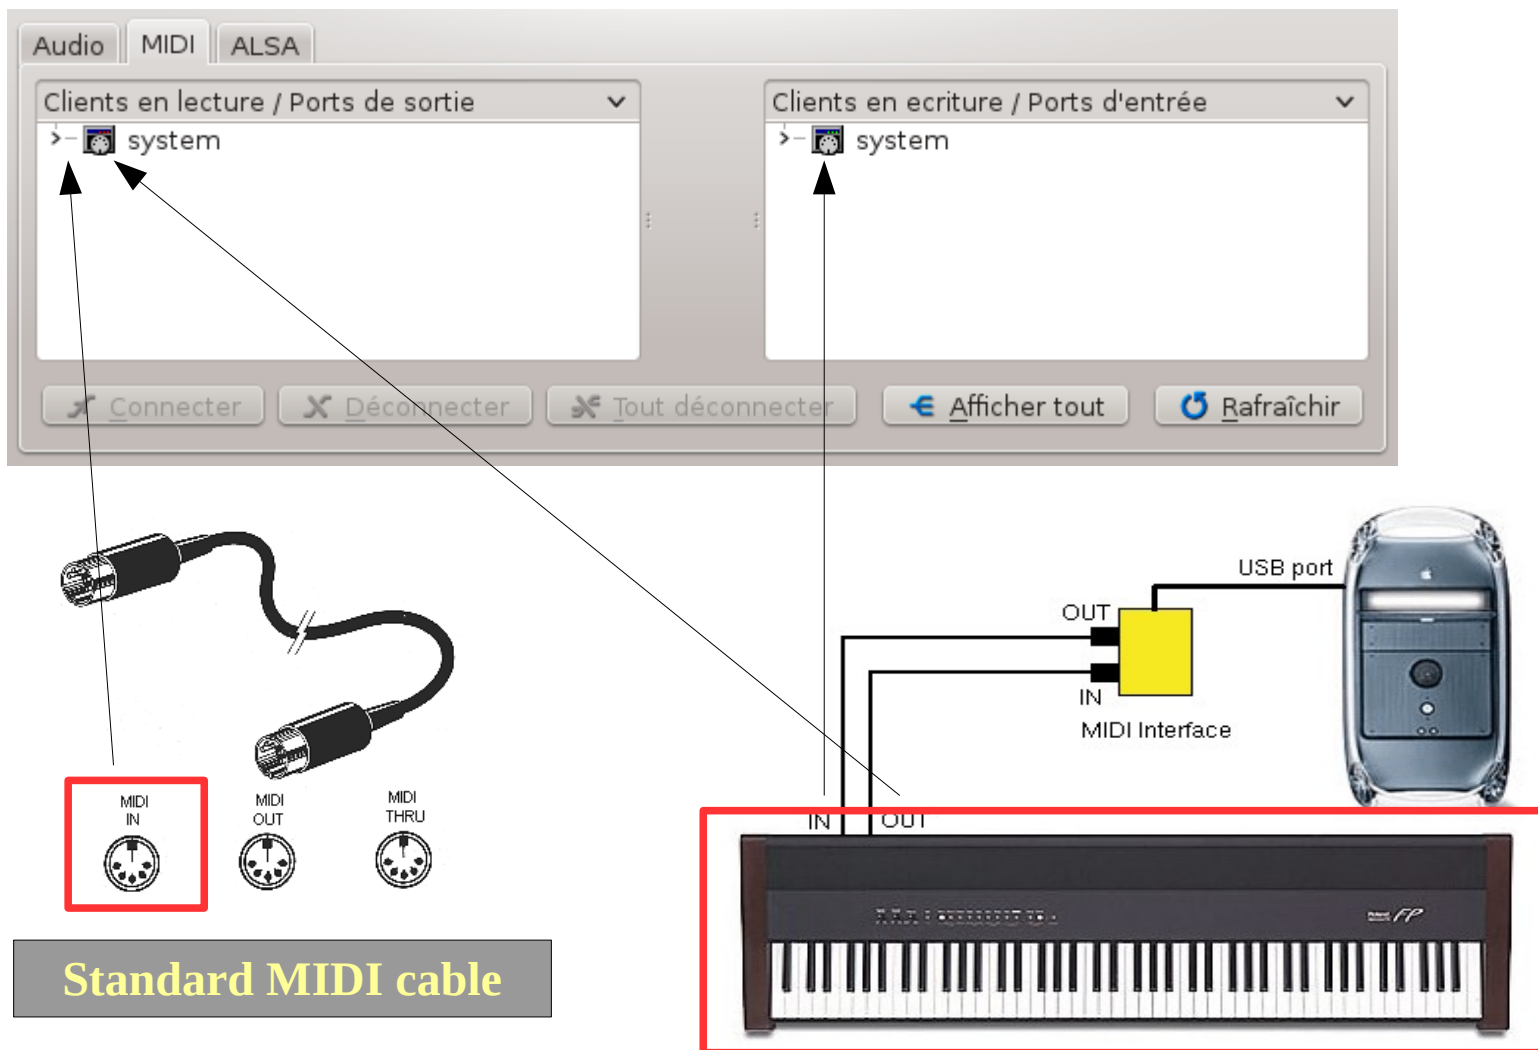 Audio
MIDI
ALSA
Clients en lecture / Ports de sortie
Clients en ecriture / Ports d'entrée
system
system
Connecter
Déconnecter
Tout déconnecter
Afficher tout
Rafraîchir
USB port
OUT
IN
MIDI Interface
MIDI
IN
MIDI
OUT
MIDI
THRU
IN
OUT
FP
Standard MIDI cable